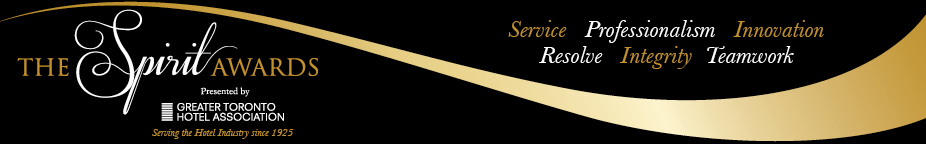 THE Spirit AWARDS
Presented by
GREATER TORONTO
HOTEL ASSOCIATION
Serving the Hotel Industry since 1925
Service Professionalism Innovation
Resolve Integrity Teamwork